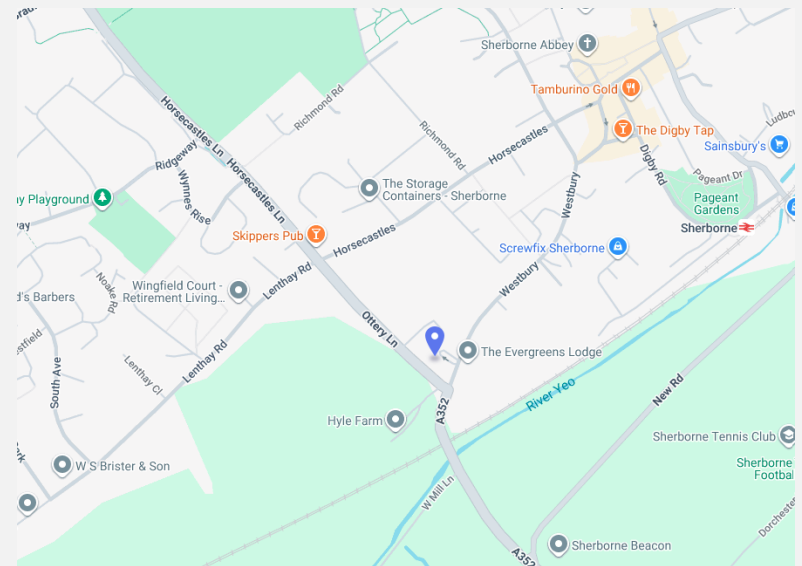 Sherborne Abbey
Tamburino Gold
Horsecastles Ln
Richmond Rd
The Digby Tap
Richmond Rd
Horsecastles
Sainsbury's
Ridgeway
Horsecastles Ln
Digby Rd
Pageant Dr
Wynnes Rise
The Storage
Containers - Sherborne
Westbury
Playground
Pageant
Gardens
Skippers Pub
Horsecastles
Sherborne
Screwfix Sherborne
Lenthay Rd
Westbury
Wingfield Court -
Retirement Living...
Noake Rd
d's Barbers
Ottery Ln
The Evergreens Lodge
Lenthay Rd
South Ave
Lenthay Cl
River Yeo
New Rd
A352
Hyle Farm
Sherborne Tennis Club
W S Brister & Son
Sherborne
Footbal
W Mill Ln
Dorchester
Sherborne Beacon
A352